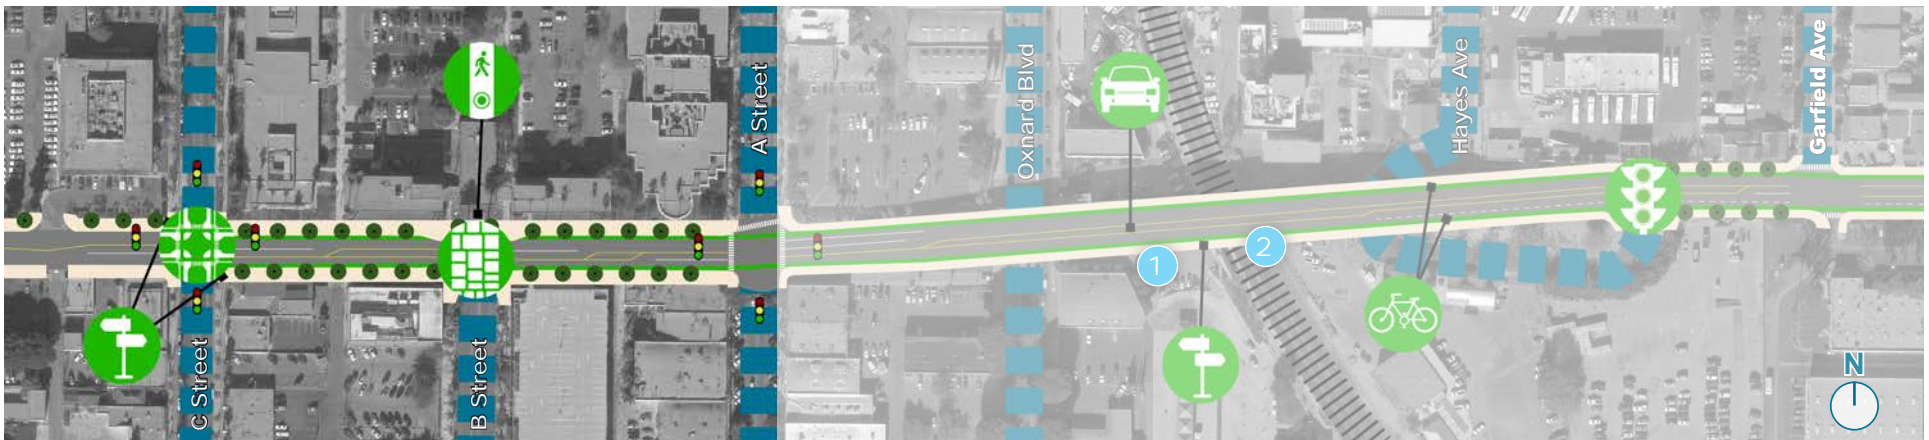 C Street
B Street
A Street
Oxnard Blvd
Hayes Ave
Garfield Ave
1
2
N